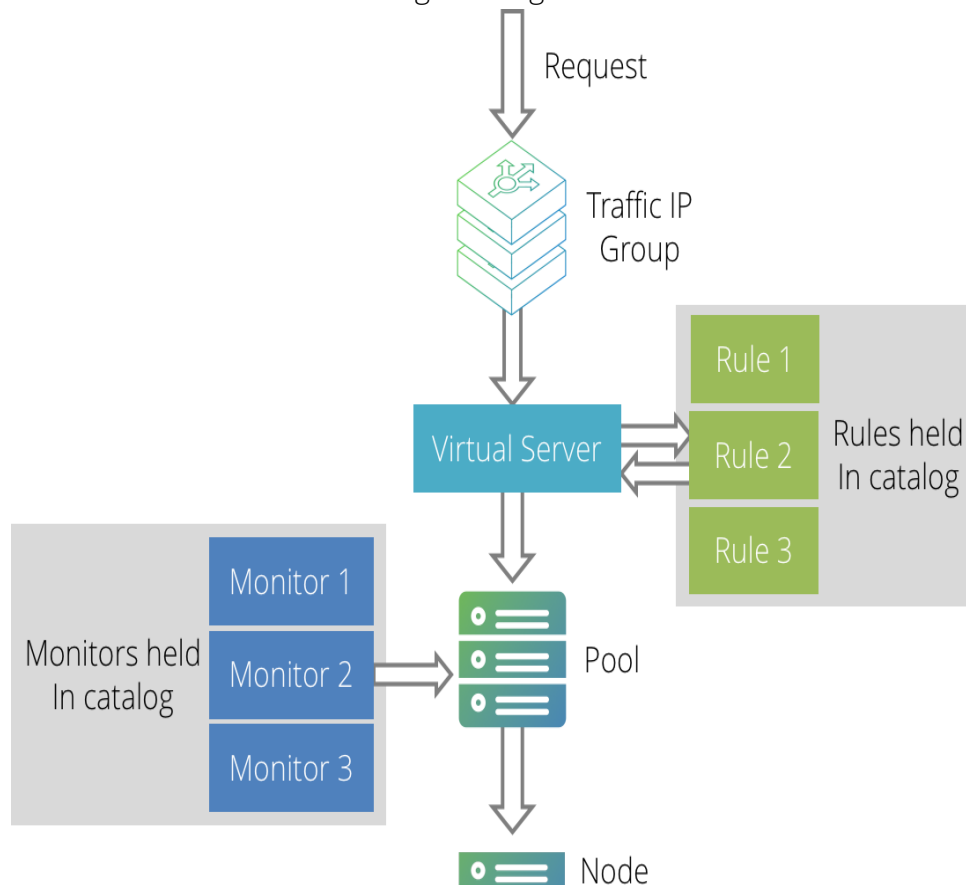 Request
Traffic IP
Group
Rule 1
Virtual Server
Rule 2
Rules held
In catalog
Rule 3
Monitor 1
Monitors held
In catalog
Monitor 2
Pool
Monitor 3
Node